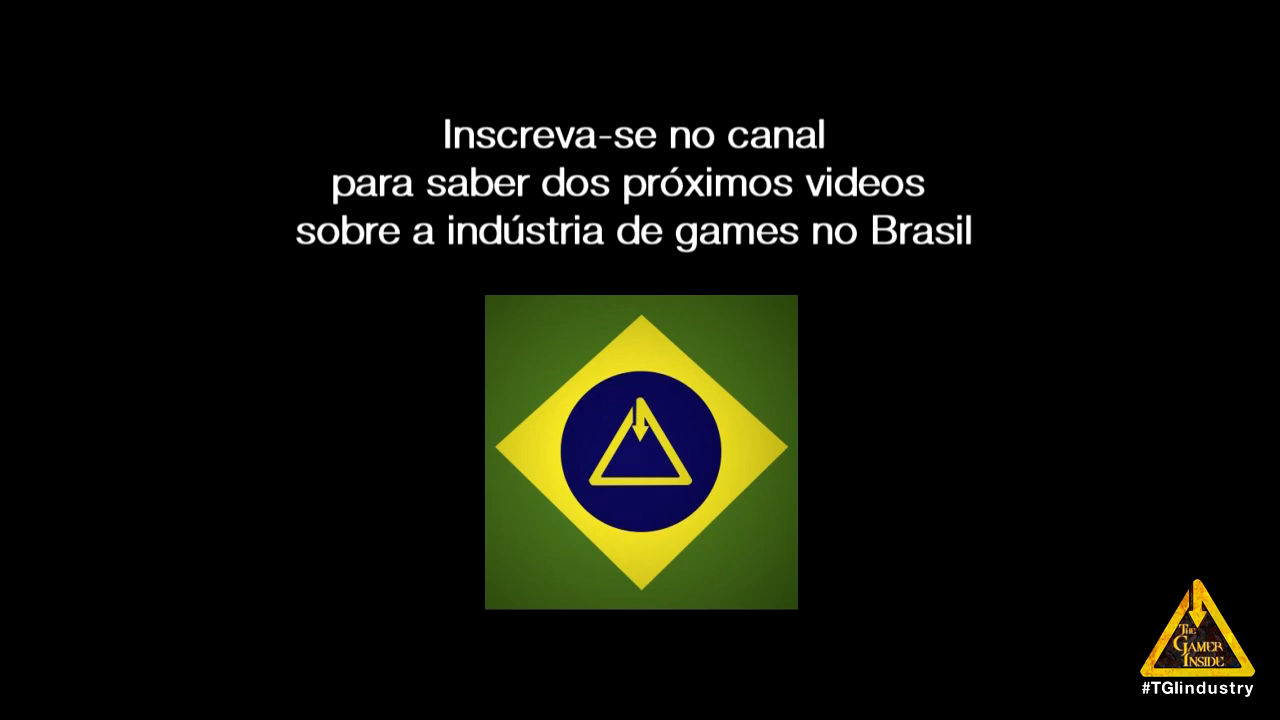 Inscreva-se no canal
para saber dos próximos videos
sobre a indústria de games no Brasil
THE
GAMER
INSIDE
#TGIindustry